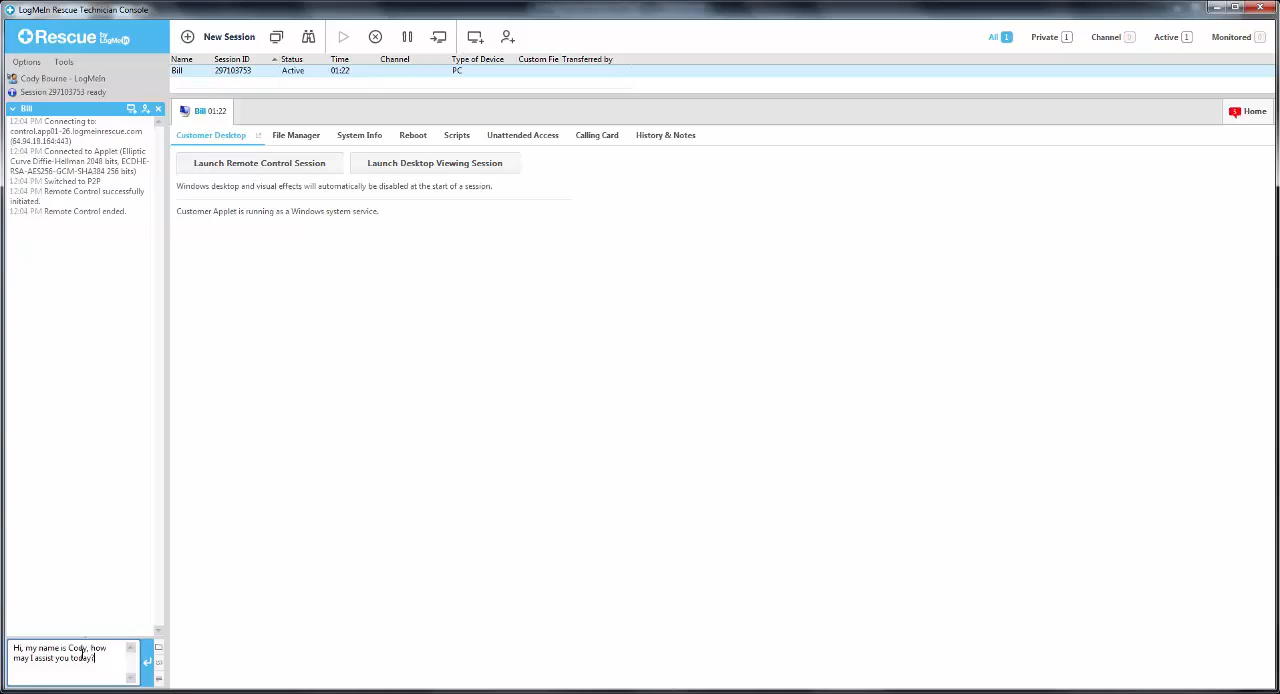 LogMeIn Rescue Technician Console
Rescue by LogMeIn
New Session
All 1 Private 1 Channel 0 Active 1 Monitored 0
Options Tools
Name Session ID Status Time Channel Type of Device Custom Fie Transferred by
Bill 297103753 Active 01:22 PC
Cody Bourne - LogMeIn
Session 297103753 ready
Bill
Bill 01:22
Home
12:04 PM Connecting to:
control.app01-26.logmeinrescue.com
(64.94.18.164:443)
12:04 PM Connected to Applet (Elliptic
Curve Diffie-Hellman 2048 bits, ECDHE-
RSA-AES256-GCM-SHA384 256 bits)
12:04 PM Switched to P2P
12:04 PM Remote Control successfully
initiated.
12:04 PM Remote Control ended.
Customer Desktop File Manager System Info Reboot Scripts Unattended Access Calling Card History & Notes
Launch Remote Control Session Launch Desktop Viewing Session
Windows desktop and visual effects will automatically be disabled at the start of a session.
Customer Applet is running as a Windows system service.
Hi, my name is Cody, how
may I assist you today?